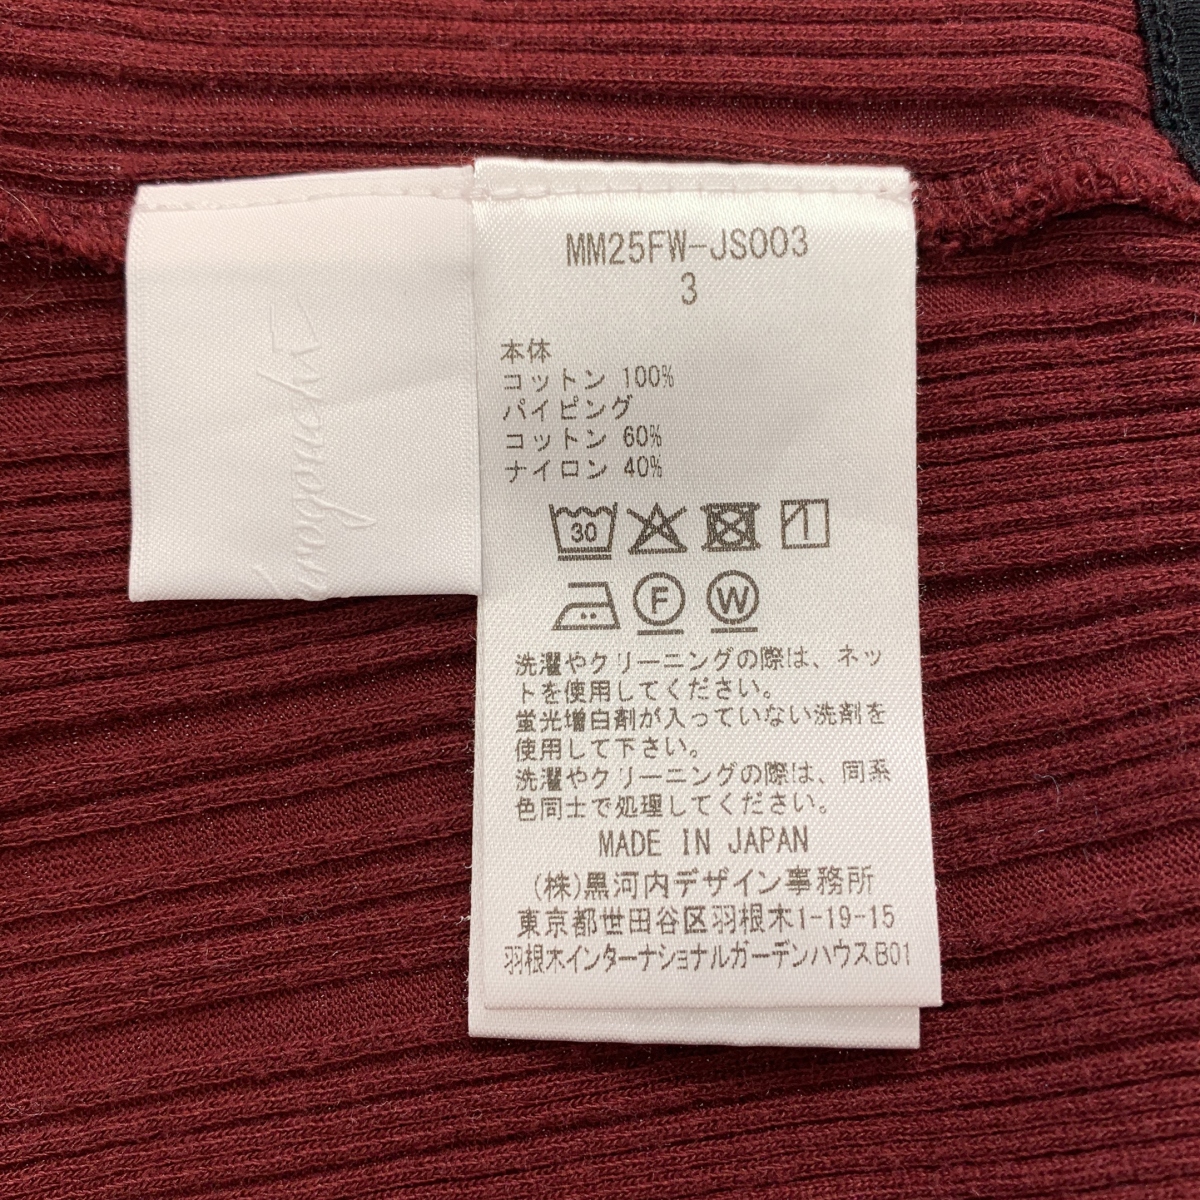 MM25FW-JS003
3
本体
コットン 100%
パイピング
コットン 60%
ナイロン 40%
30
F W
洗濯やクリーニングの際は、ネッ
トを使用してください。
蛍光増白剤が入っていない洗剤を
使用して下さい。
洗濯やクリーニングの際は、同系
色同士で処理してください。
MADE IN JAPAN
(株)黒河内デザイン事務所
東京都世田谷区羽根木1-19-15
羽根木インターナショナルガーデンハウスB01